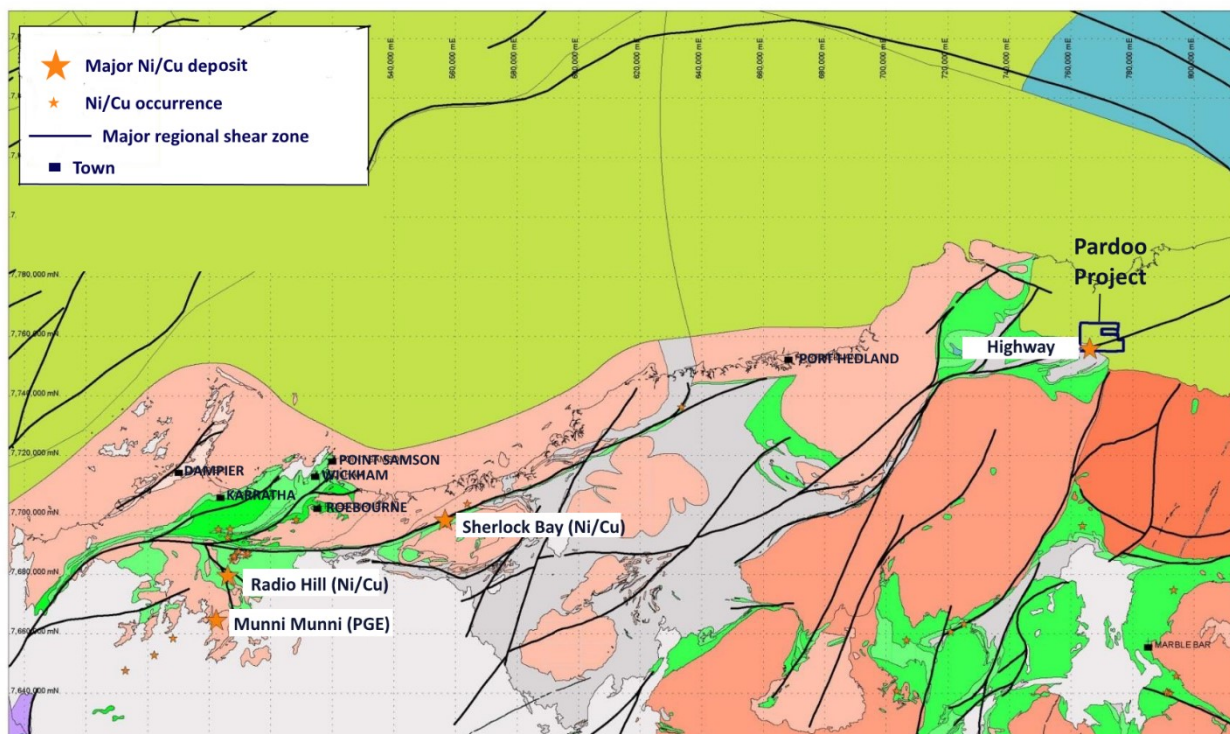 Major Ni/Cu deposit
Ni/Cu occurrence
Major regional shear zone
Town
540,000 mE
560,000 mE
580,000 mE
600,000 mE
620,000 mE
640,000 mE
660,000 mE
680,000 mE
700,000 mE
720,000 mE
740,000 mE
760,000 mE
780,000 mE
800,000 mE
Pardoo
Project
7,780,000 mN
7,760,000 mN
Highway
PORT HEDLAND
7,740,000 mN
7,720,000 mN
POINT SAMSON
DAMPIER
WICKHAM
KARRATHA
ROEBOURNE
7,700,000 mN
Sherlock Bay (Ni/Cu)
7,680,000 mN
Radio Hill (Ni/Cu)
Munni Munni (PGE)
7,660,000 mN
MARBLE BAR
7,640,000 mN